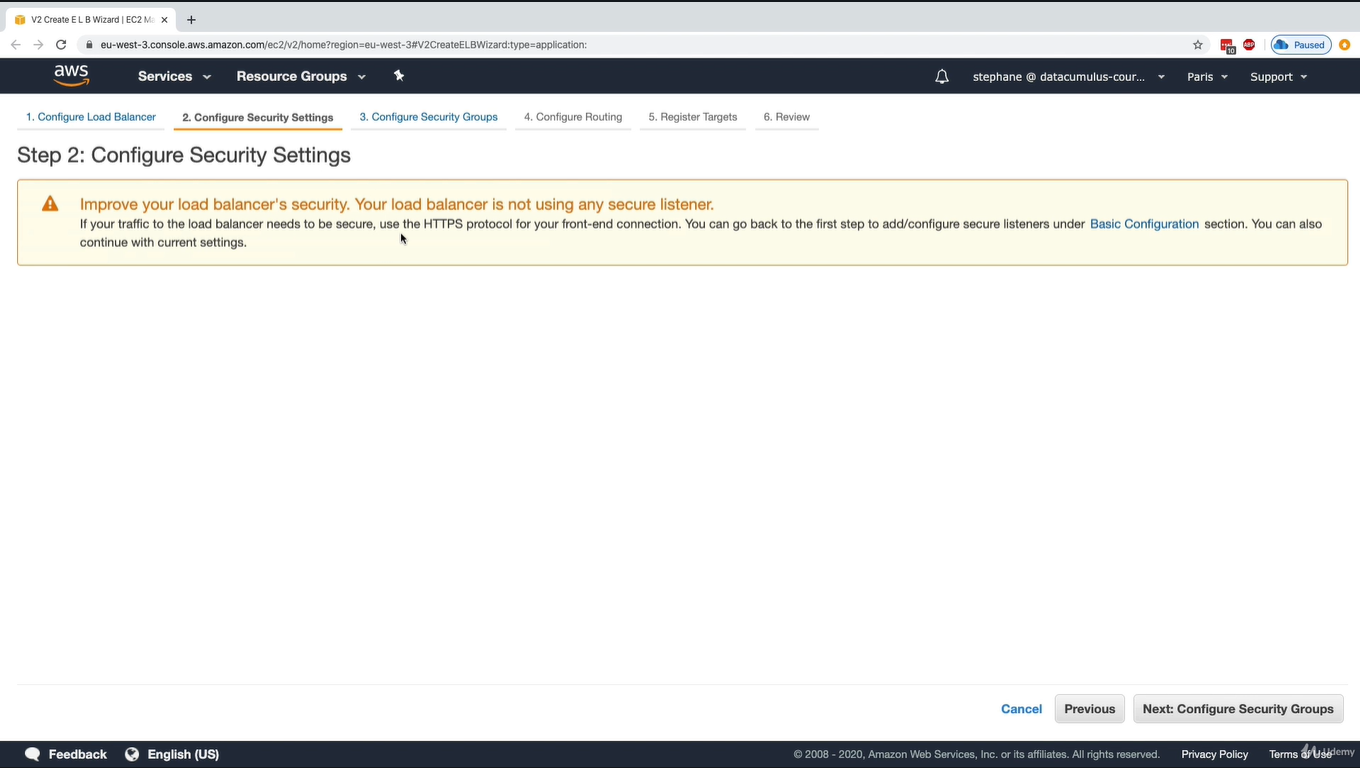 V2 Create E L B Wizard | EC2 Ma
eu-west-3.console.aws.amazon.com/ec2/v2/home?region=eu-west-3#V2CreateELBWizard:type=application:
10
ABP
Paused
aws
Services
Resource Groups
stephane @ datacumulus-cour...
Paris
Support
1. Configure Load Balancer
2. Configure Security Settings
3. Configure Security Groups
4. Configure Routing
5. Register Targets
6. Review
Step 2: Configure Security Settings
Improve your load balancer's security. Your load balancer is not using any secure listener.
If your traffic to the load balancer needs to be secure, use the HTTPS protocol for your front-end connection. You can go back to the first step to add/configure secure listeners under Basic Configuration section. You can also
continue with current settings.
Cancel
Previous
Next: Configure Security Groups
Feedback
English (US)
© 2008 - 2020, Amazon Web Services, Inc. or its affiliates. All rights reserved.
Privacy Policy
Terms of Use
Udemy